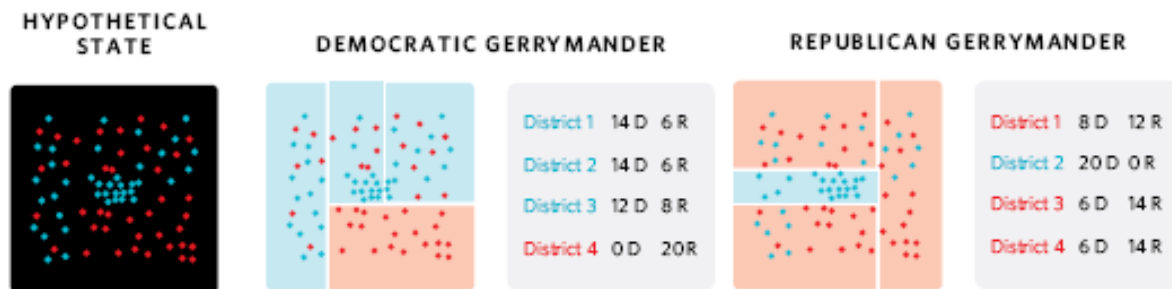 HYPOTHETICAL
STATE
DEMOCRATIC GERRYMANDER
District 1 14 D 6 R
District 2 14 D 6 R
District 3 12 D 8 R
District 4 0 D 20 R
REPUBLICAN GERRYMANDER
District 1 8 D 12 R
District 2 20 D 0 R
District 3 6 D 14 R
District 4 6 D 14 R